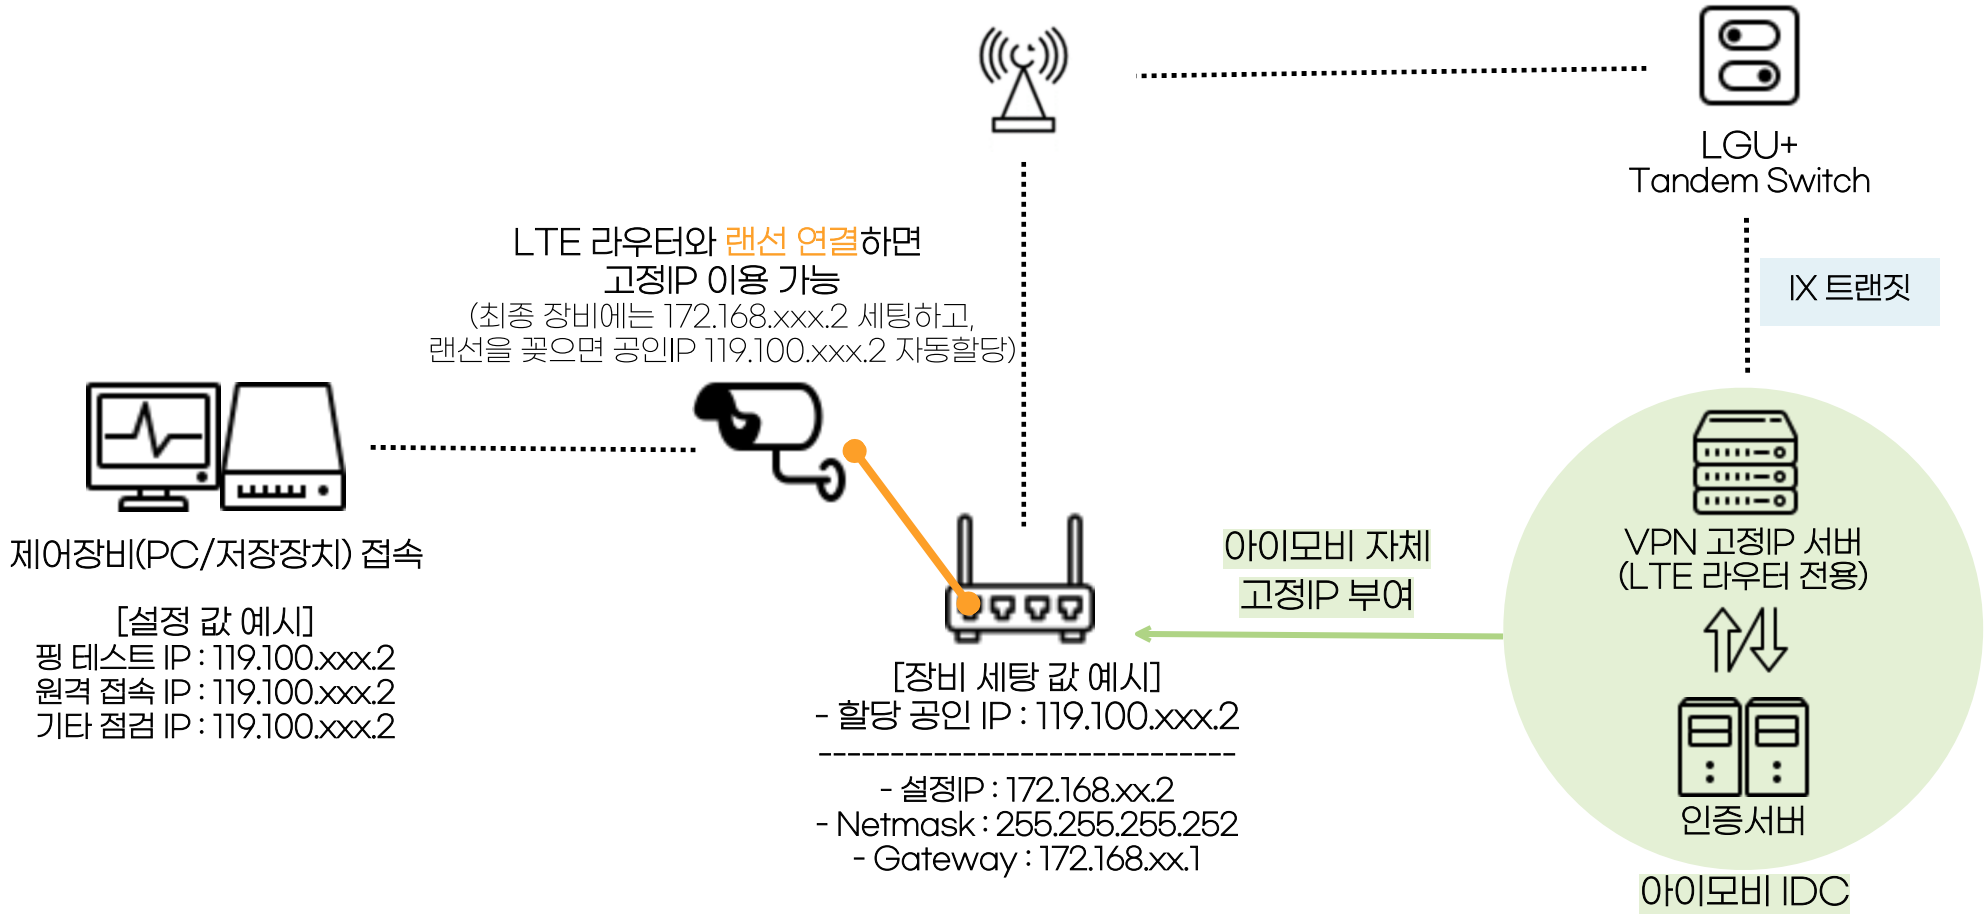 LGU+
Tandem Switch
IX 트랜짓
LTE 라우터와 랜선 연결하면
고정IP 이용 가능
(최종 장비에는 172.168.xxx.2 세팅하고,
랜선을 꽂으면 공인IP 119.100.xxx.2 자동할당)
제어장비(PC/저장장치) 접속
[설정 값 예시]
핑 테스트 IP : 119.100.xxx.2
원격 접속 IP : 119.100.xxx.2
기타 점검 IP : 119.100.xxx.2
[장비 세탕 값 예시]
- 할당 공인 IP : 119.100.xxx.2
------------------------------
- 설정IP : 172.168.xx.2
- Netmask : 255.255.255.252
- Gateway : 172.168.xx.1
아이모비 자체
고정IP 부여
VPN 고정IP 서버
(LTE 라우터 전용)
인증서버
아이모비 IDC